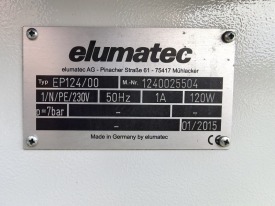 elumatec
elumatec AG - Pinacher Straße 61 - 75417 Mühlacker
Typ EP124/00 M.-Nr. 1240025504
1/N/PE/230V 50Hz 1A 120W
p=7bar - -
- - 01/2015
Made in Germany by elumatec